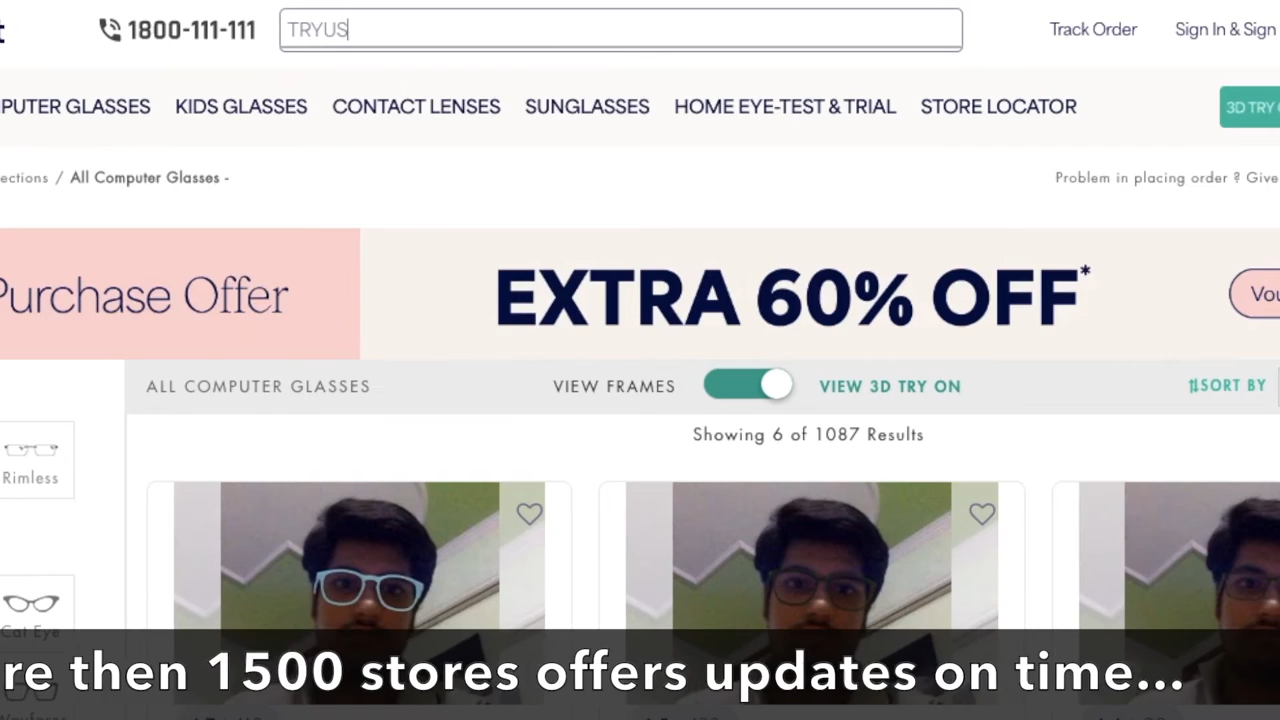 t
1800-111-111
TRYUS
Track Order
Sign In & Sign
PUTER GLASSES
KIDS GLASSES
CONTACT LENSES
SUNGLASSES
HOME EYE-TEST & TRIAL
STORE LOCATOR
3D TRY
ections / All Computer Glasses -
Problem in placing order ? Give
Purchase Offer
EXTRA 60% OFF*
Vou
ALL COMPUTER GLASSES
VIEW FRAMES
VIEW 3D TRY ON
SORT BY
Showing 6 of 1087 Results
Rimless
Cat Eye
re then 1500 stores offers updates on time...